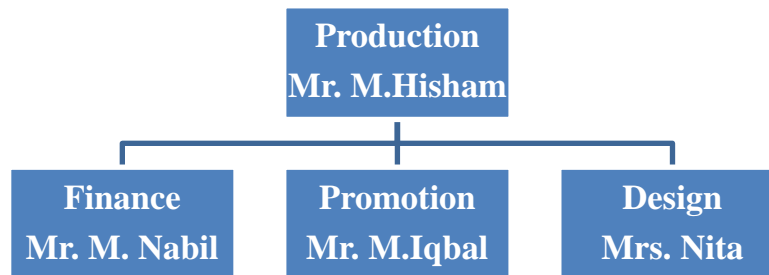 Production
Mr. M.Hisham
Finance
Mr. M. Nabil
Promotion
Mr. M.Iqbal
Design
Mrs. Nita